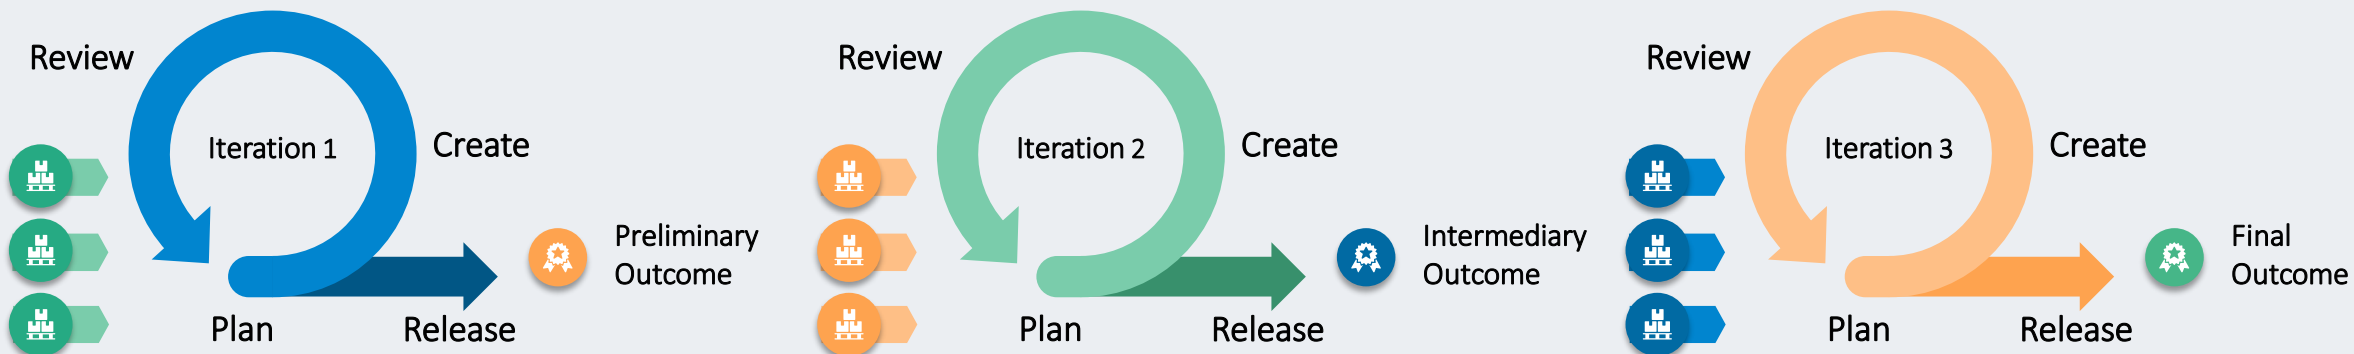 Review
Iteration 1
Create
Preliminary
Outcome
Plan
Release
Review
Iteration 2
Create
Intermediary
Outcome
Plan
Release
Review
Iteration 3
Create
Final
Outcome
Plan
Release